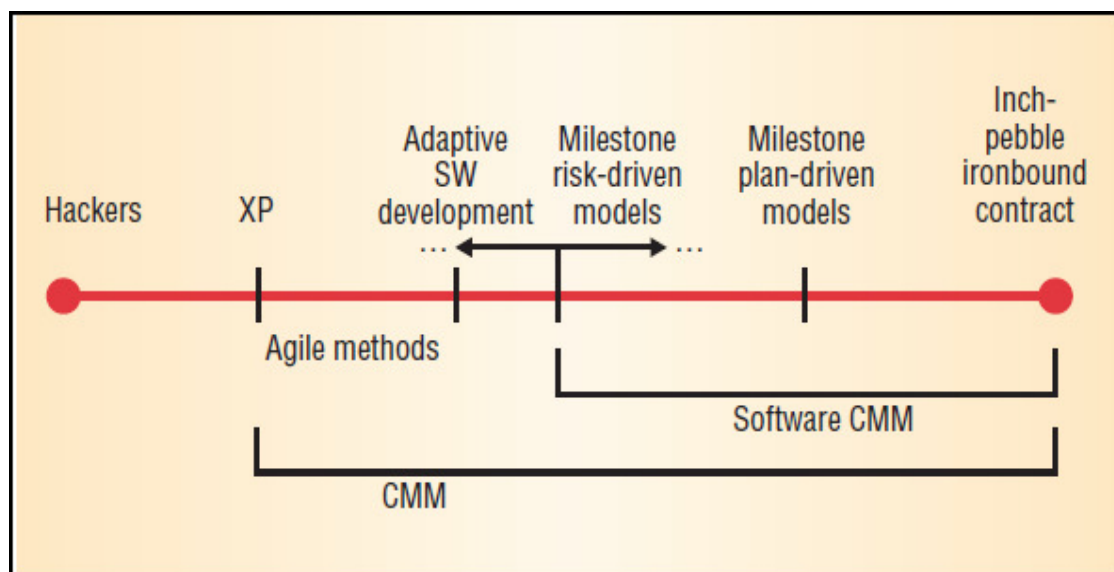 Hackers
XP
Adaptive
SW
development
Milestone
risk-driven
models
Milestone
plan-driven
models
Inch-
pebble
ironbound
contract
... ...
Agile methods
Software CMM
CMM